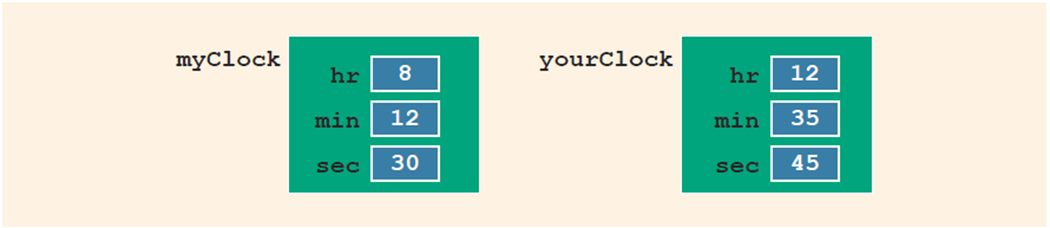 myClock yourClock
hr 8 hr 12
min 12 min 35
sec 30 sec 45